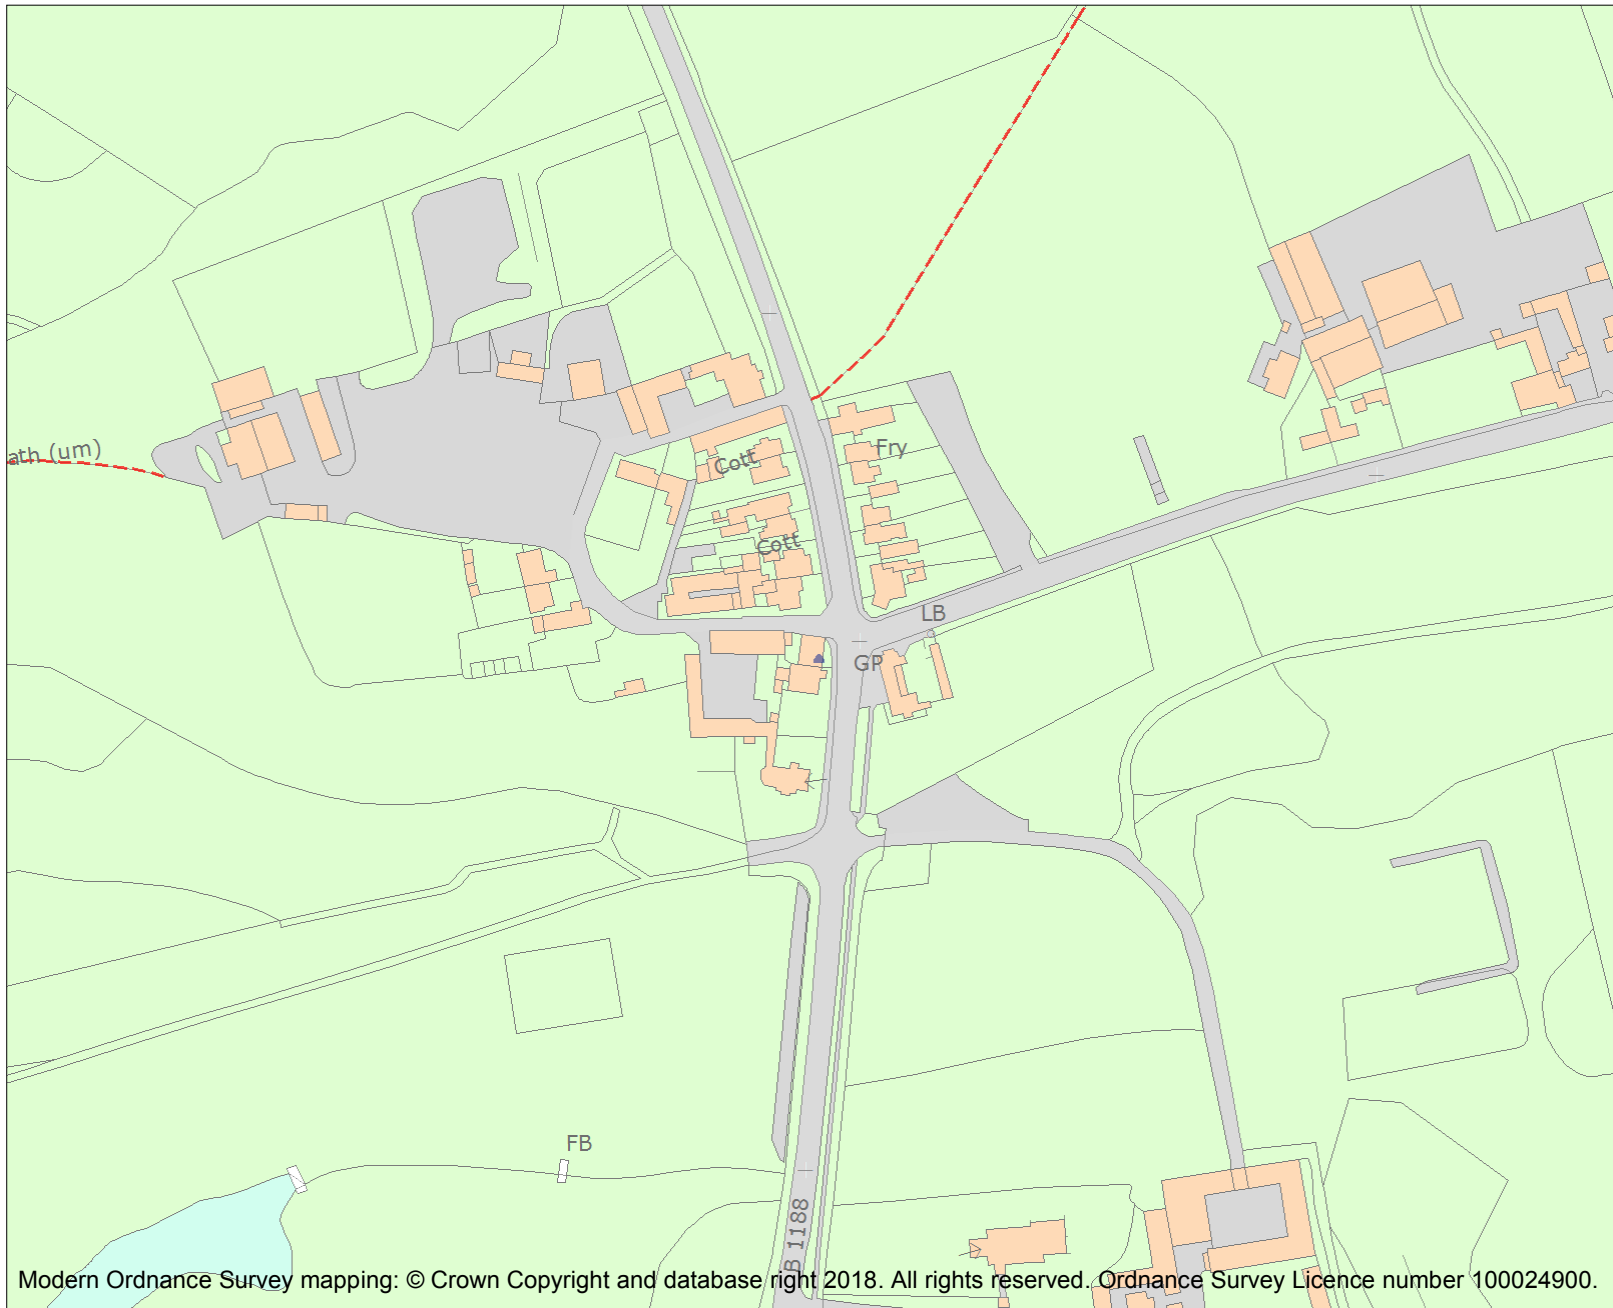 Fry
ath (um)
Cott
Cott
LB
GP
FB
B 1188
Modern Ordnance Survey mapping: © Crown Copyright and database right 2018. All rights reserved. Ordnance Survey Licence number 100024900.